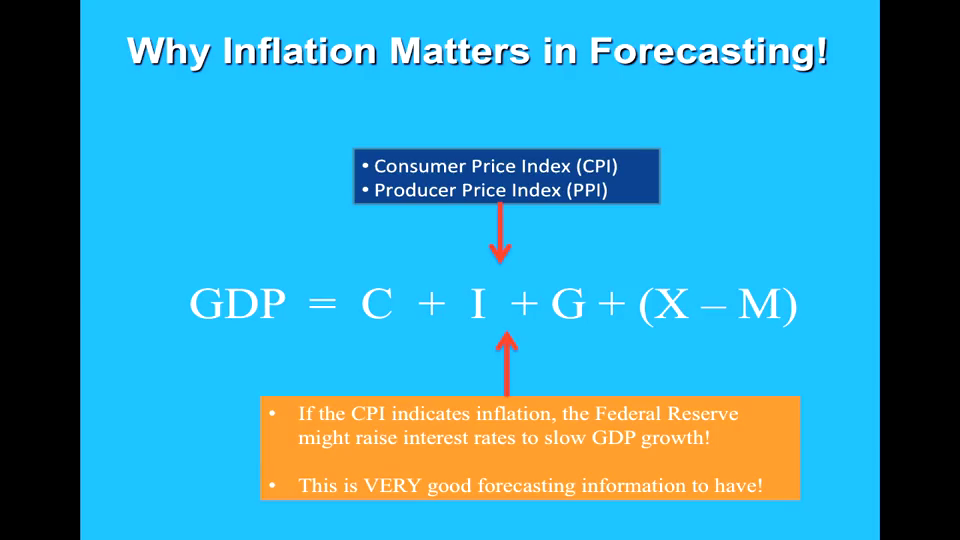 Why Inflation Matters in Forecasting!
• Consumer Price Index (CPI)
• Producer Price Index (PPI)
GDP = C + I + G + (X – M)
• If the CPI indicates inflation, the Federal Reserve
might raise interest rates to slow GDP growth!
• This is VERY good forecasting information to have!